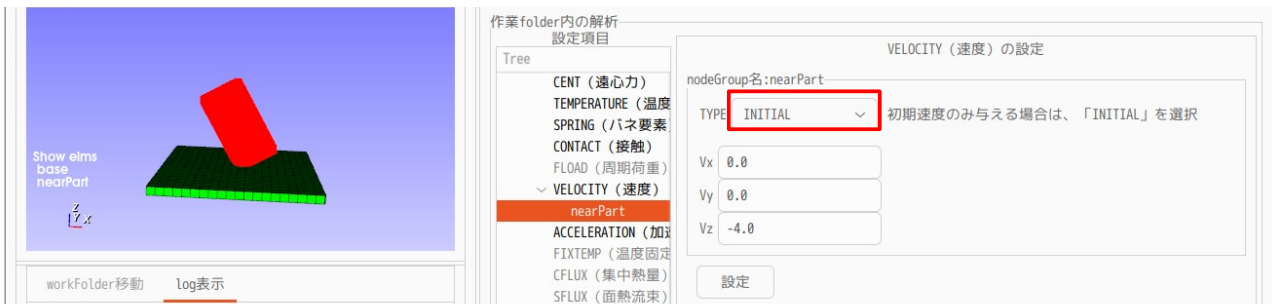 Show elms
base
nearPart
Z
Y X
workFolder移動 log表示
作業folder内の解析
設定項目
Tree
CENT (遠心力)
TEMPERATURE (温度
SPRING (バネ要素
CONTACT (接触)
FLOAD (周期荷重)
VELOCITY (速度)
nearPart
ACCELERATION (加速
FIXTEMP (温度固定
CFLUX (集中熱量)
SFLUX (面熱流束)
VELOCITY (速度) の設定
nodeGroup名:nearPart
TYPE INITIAL 初期速度のみ与える場合は、「INITIAL」を選択
Vx 0.0
Vy 0.0
Vz -4.0
設定